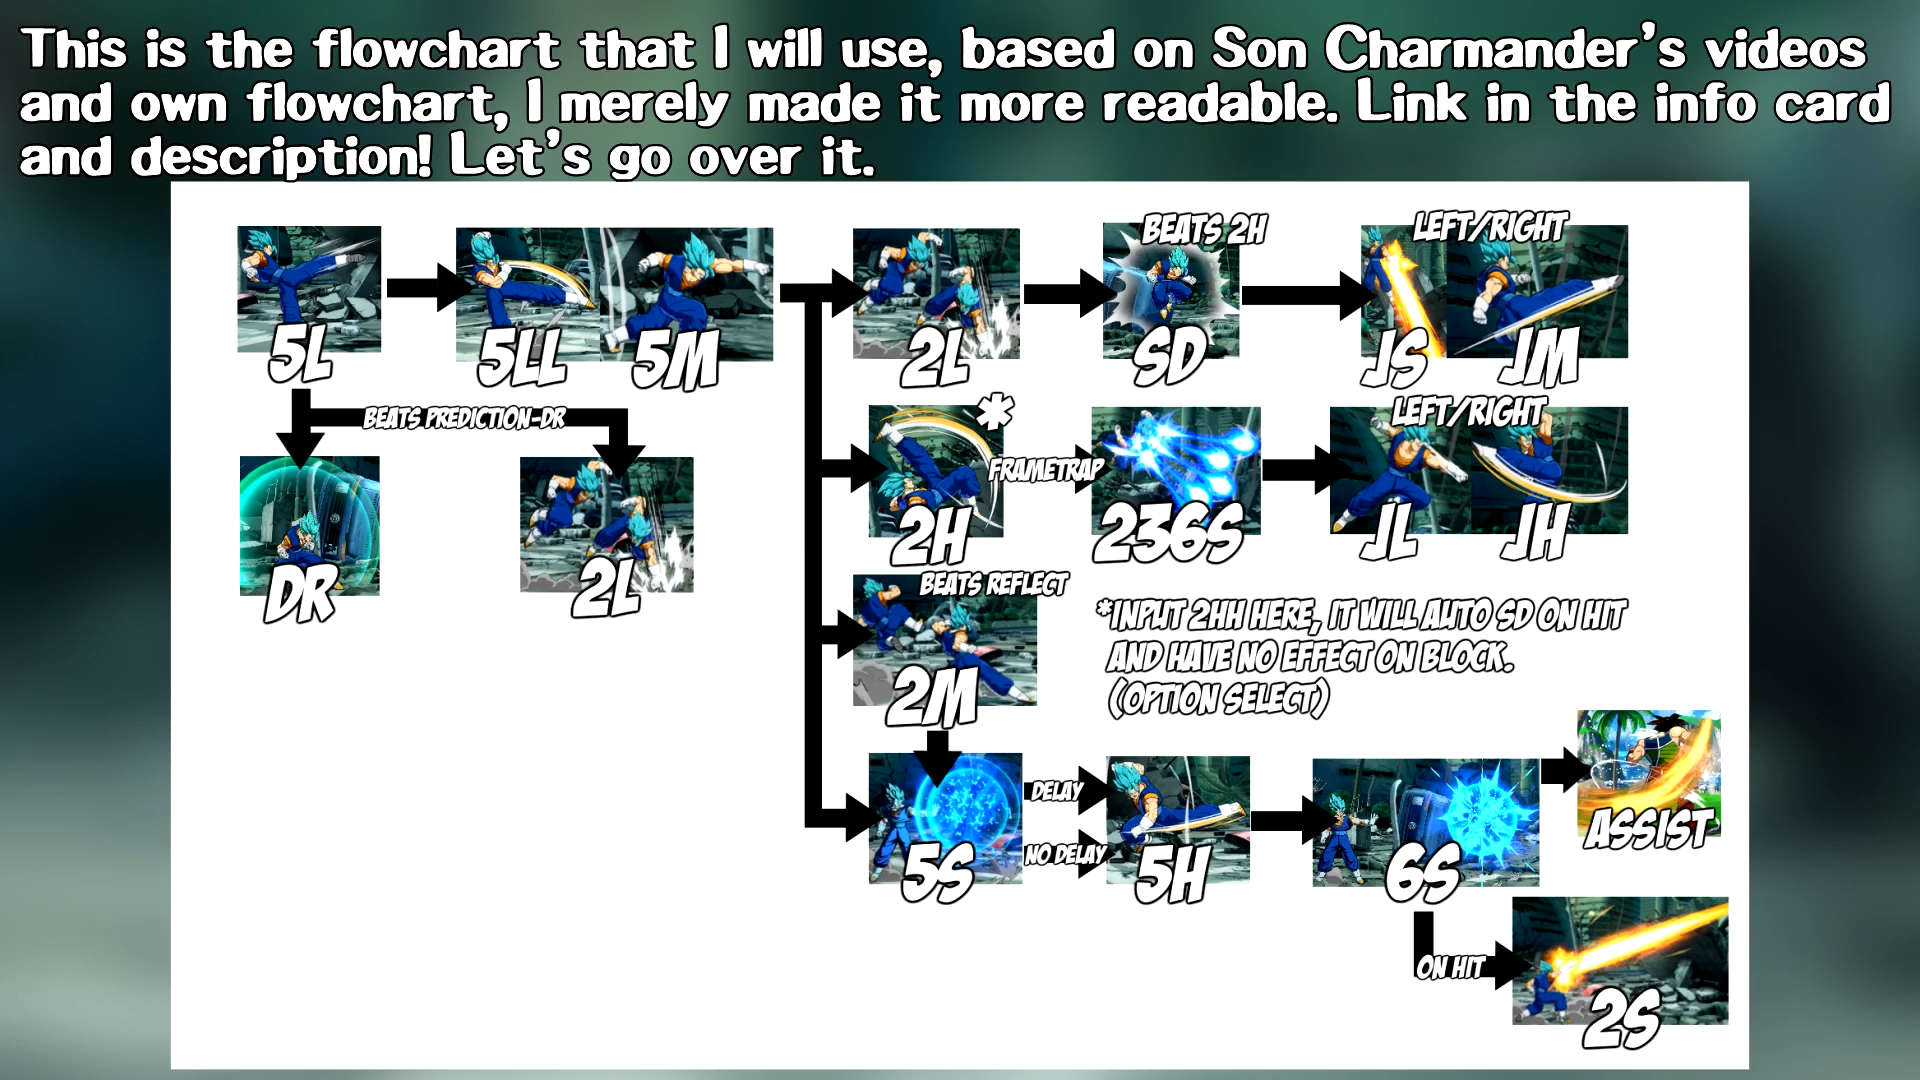 This is the flowchart that I will use, based on Son Charmander's videos
and own flowchart, I merely made it more readable. Link in the info card
and description! Let's go over it.
5L
5LL
5M
2L
BEATS 2H
SD
LEFT/RIGHT
JS
JM
BEATS PREDICTION-DR
DR
2L
*
2H
FRAMETRAP
236S
LEFT/RIGHT
JL
JH
BEATS REFLECT
2M
*INPUT 2HH HERE, IT WILL AUTO SD ON HIT
AND HAVE NO EFFECT ON BLOCK.
(OPTION SELECT)
5S
DELAY
NO DELAY
5H
6S
ASSIST
ON HIT
2S